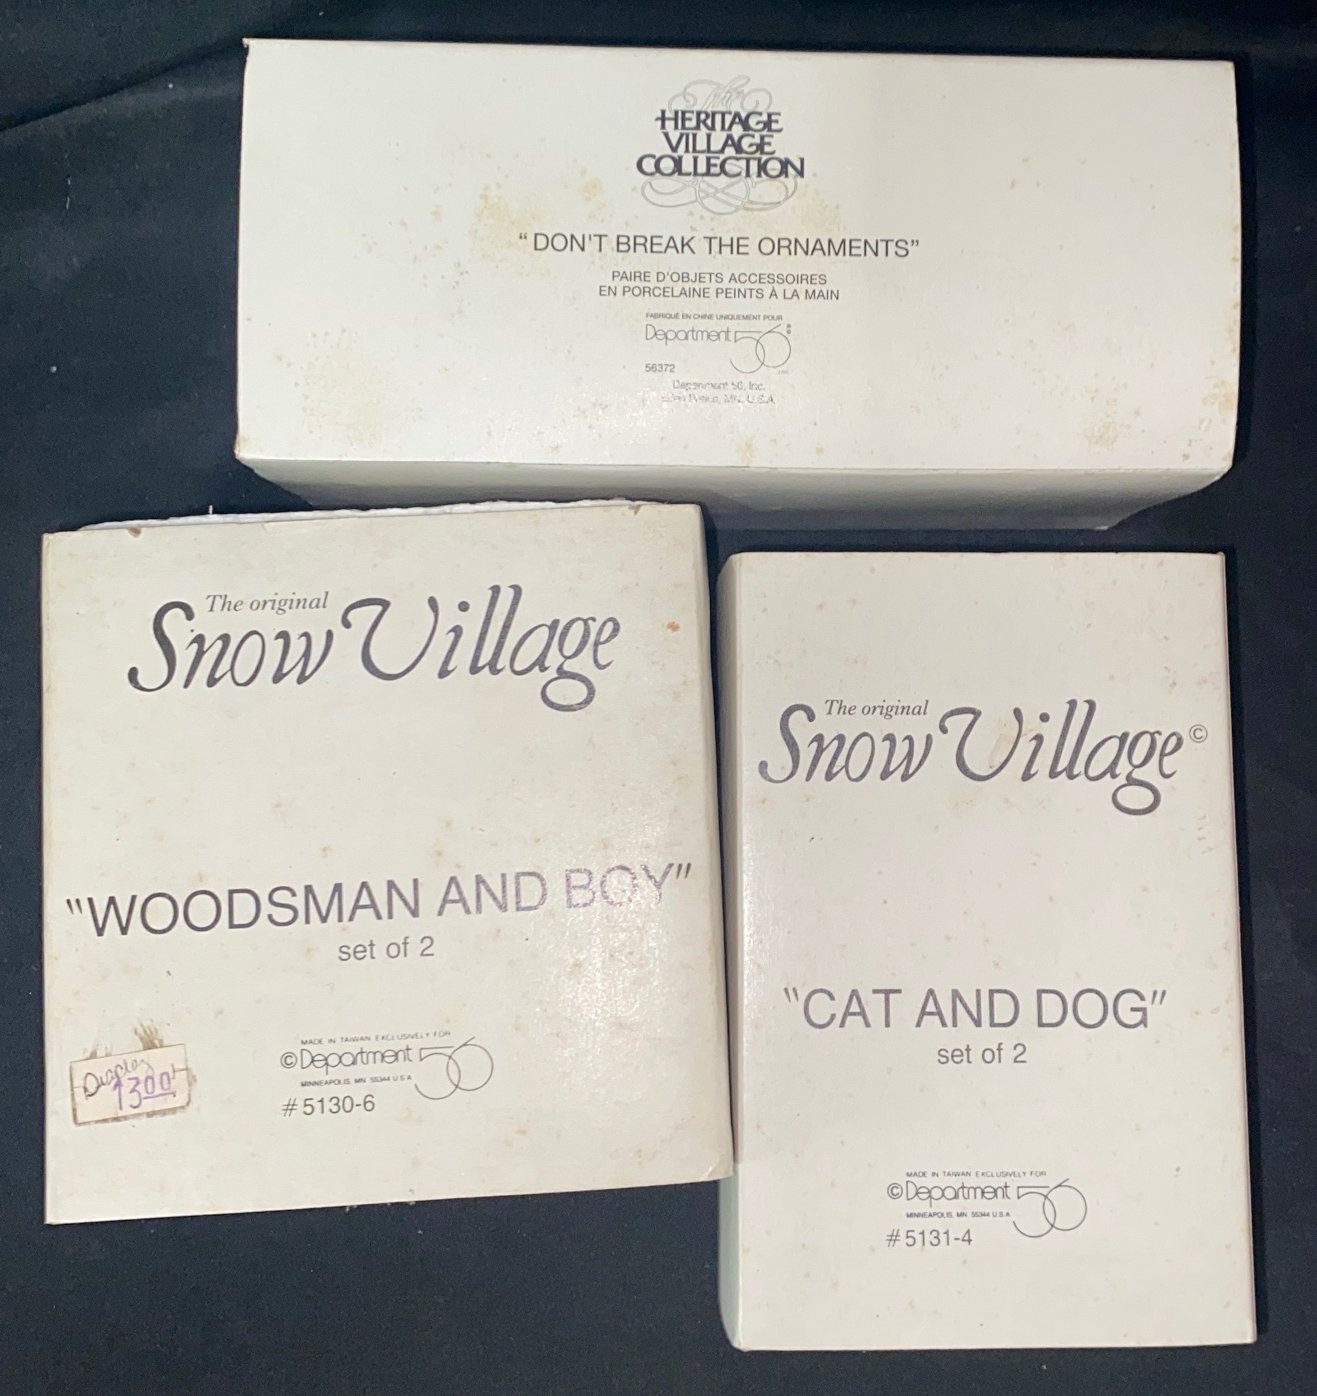 The
HERITAGE
VILLAGE
COLLECTION
“ DON'T BREAK THE ORNAMENTS”
PAIRE D'OBJETS ACCESSOIRES
EN PORCELAINE PEINTS À LA MAIN
FABRIQUÉ EN CHINE UNIQUEMENT POUR
Department 56
INC.
56372
Department 56, Inc.
MN, U.S.A.
The original
Snow Village
"WOODSMAN AND BOY"
set of 2
Display
$3.00
MADE IN TAIWAN EXCLUSIVELY FOR
©Department 56
MINNEAPOLIS, MN 55344 U S A
#5130-6
The original
Snow Village©
"CAT AND DOG"
set of 2
MADE IN TAIWAN EXCLUSIVELY FOR
©Department 56
MINNEAPOLIS, MN 55344 U.S.A
#5131-4